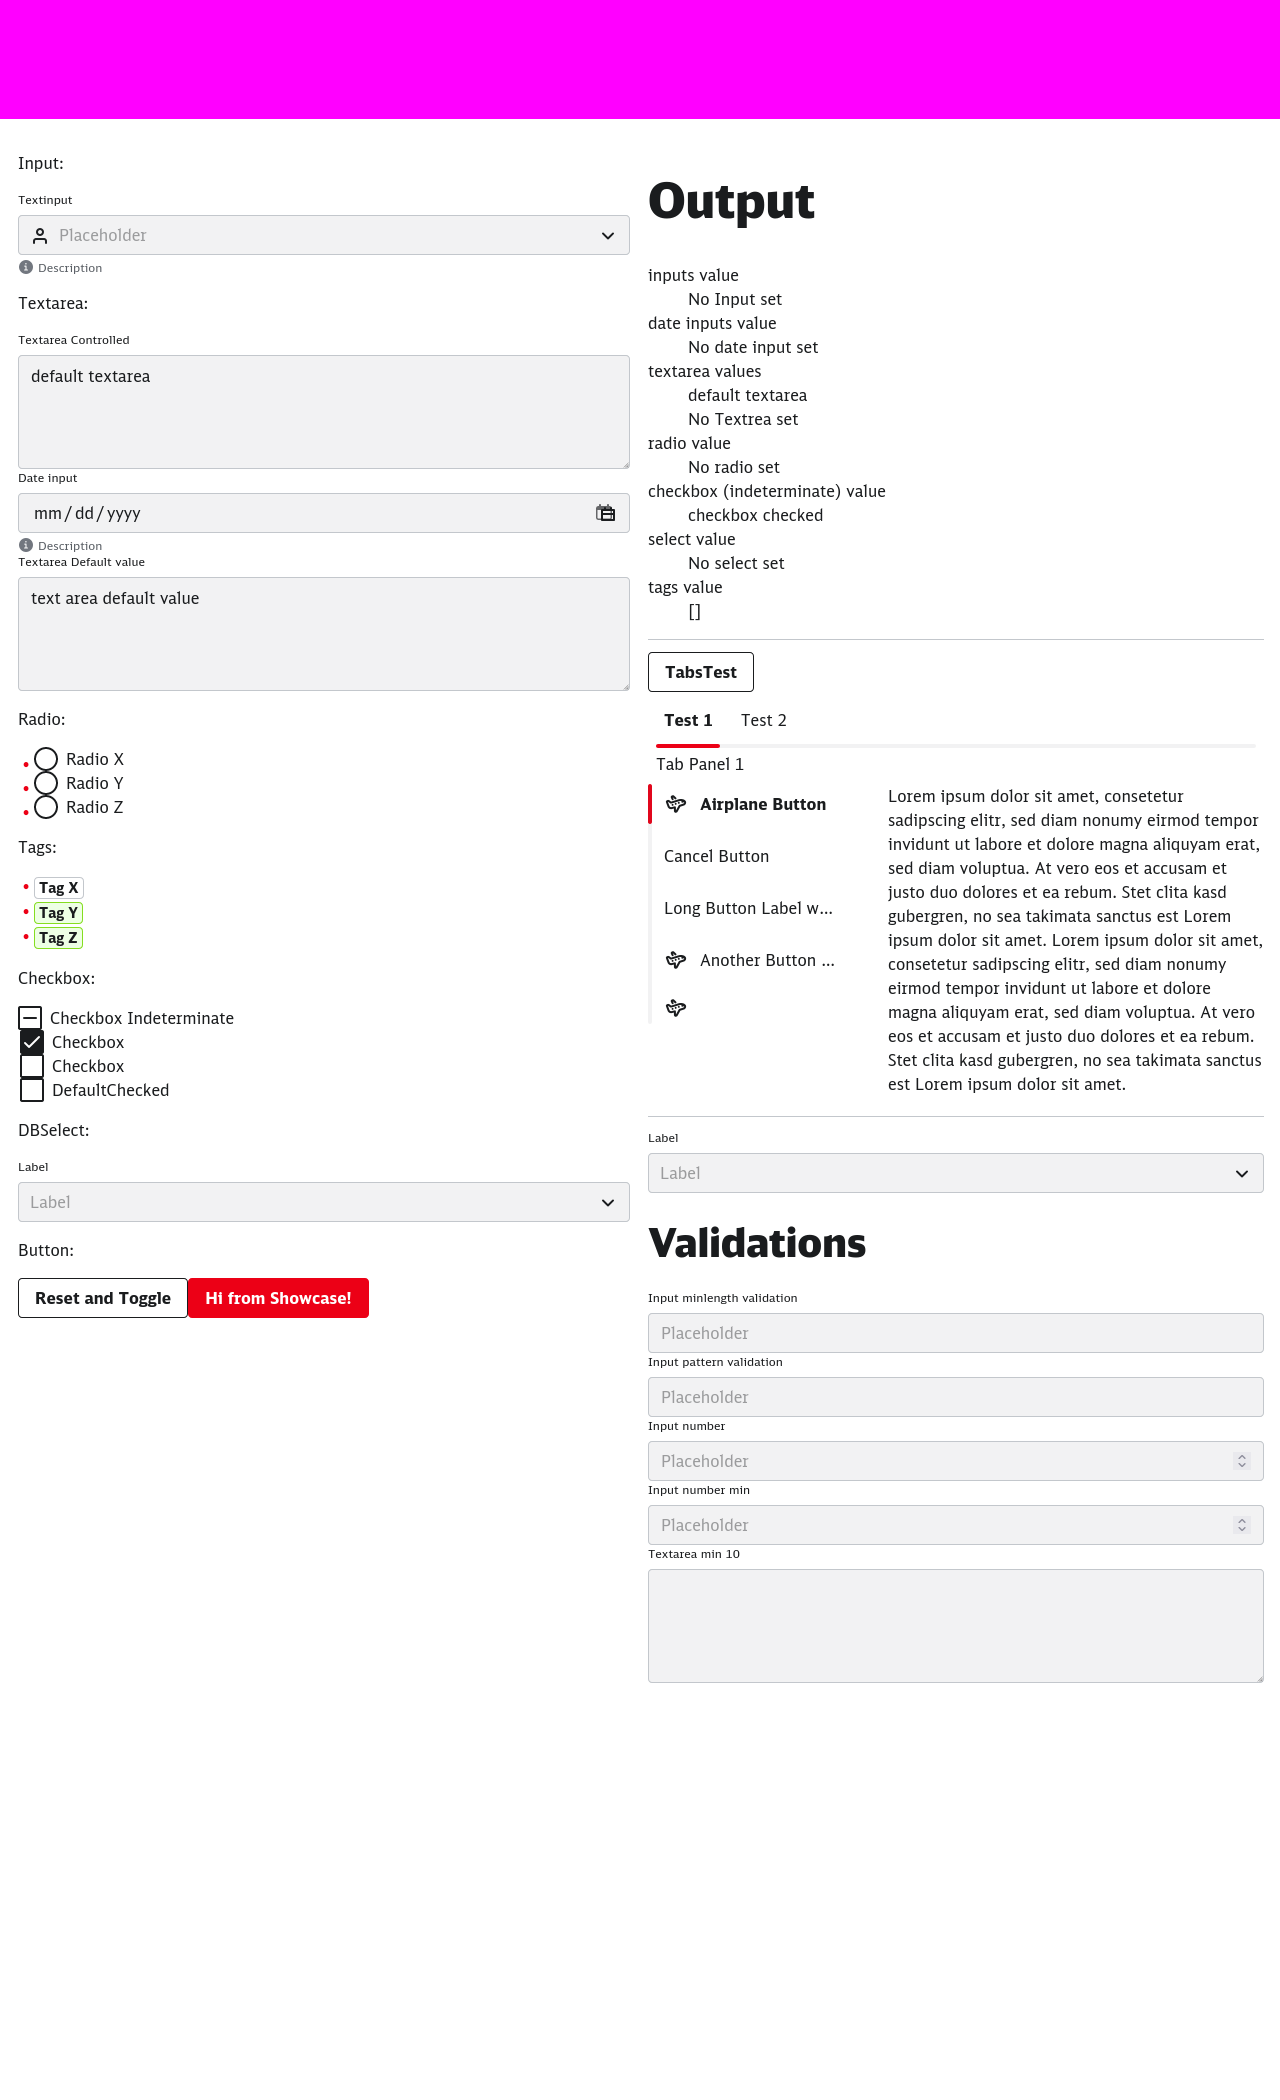 Input:
Textinput
Placeholder
Description
Textarea:
Textarea Controlled
default textarea
Date input
mm/dd/yyyy
Description
Textarea Default value
text area default value
Radio:
Radio X
Radio Y
Radio Z
Tags:
Tag X
Tag Y
Tag Z
Checkbox:
Checkbox Indeterminate
Checkbox
Checkbox
DefaultChecked
DBSelect:
Label
Label
Button:
Reset and Toggle
Hi from Showcase!
Output
inputs value
No Input set
date inputs value
No date input set
textarea values
default textarea
No Textrea set
radio value
No radio set
checkbox (indeterminate) value
checkbox checked
select value
No select set
tags value
[]
TabsTest
Test 1
Test 2
Tab Panel 1
Airplane Button
Cancel Button
Long Button Label w...
Another Button ...
Lorem ipsum dolor sit amet, consetetur
sadipscing elitr, sed diam nonumy eirmod tempor
invidunt ut labore et dolore magna aliquyam erat,
sed diam voluptua. At vero eos et accusam et
justo duo dolores et ea rebum. Stet clita kasd
gubergren, no sea takimata sanctus est Lorem
ipsum dolor sit amet. Lorem ipsum dolor sit amet,
consetetur sadipscing elitr, sed diam nonumy
eirmod tempor invidunt ut labore et dolore
magna aliquyam erat, sed diam voluptua. At vero
eos et accusam et justo duo dolores et ea rebum.
Stet clita kasd gubergren, no sea takimata sanctus
est Lorem ipsum dolor sit amet.
Label
Label
Validations
Input minlength validation
Placeholder
Input pattern validation
Placeholder
Input number
Placeholder
Input number min
Placeholder
Textarea min 10